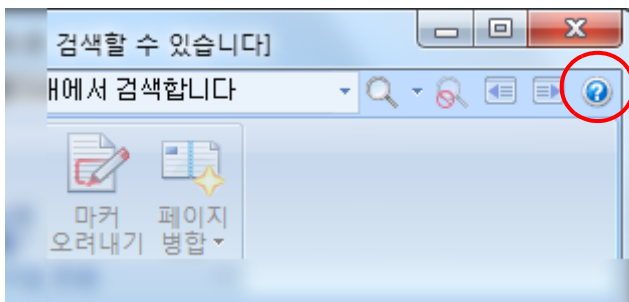 검색할 수 있습니다]
에서 검색합니다
마커
오려내기
페이지
병합